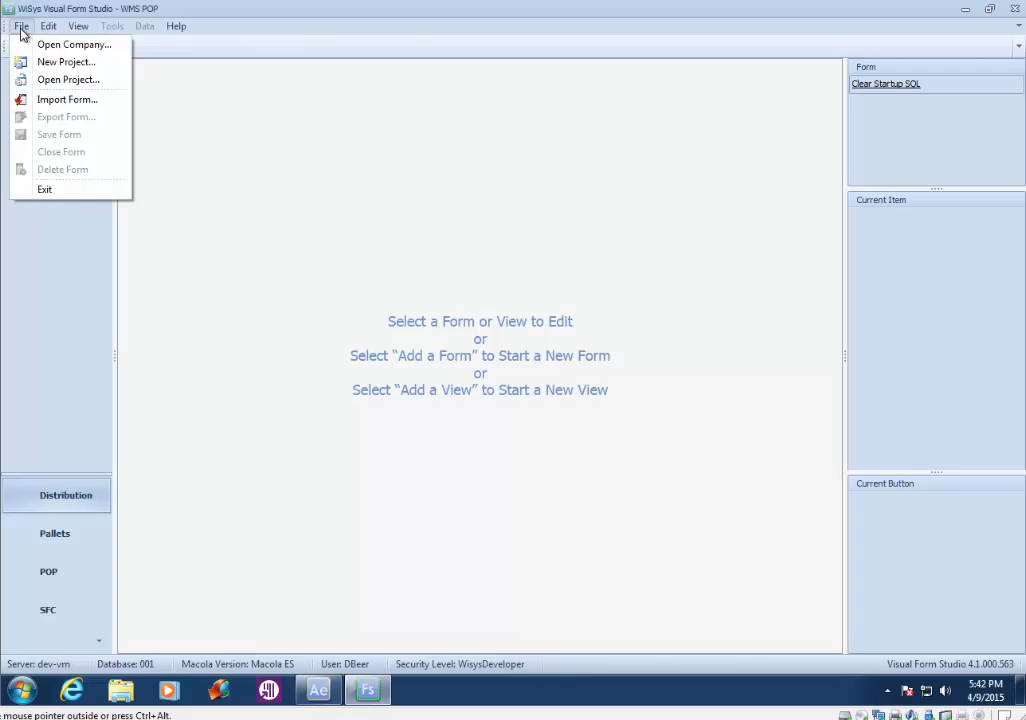 WiSys Visual Form Studio - WMS POP
File Edit View Tools Data Help
Open Company...
New Project...
Open Project...
Import Form...
Export Form...
Save Form
Close Form
Delete Form
Exit
Form
Clear Startup SQL
Current Item
Select a Form or View to Edit
or
Select "Add a Form" to Start a New Form
or
Select "Add a View" to Start a New View
Current Button
Distribution
Pallets
POP
SFC
Server: dev-vm Database: 001 Macola Version: Macola ES User: DBeer Security Level: WisysDeveloper Visual Form Studio 4.1.000.563
Ae Fs
5:42 PM
4/9/2015
mouse pointer outside or press Ctrl+Alt.